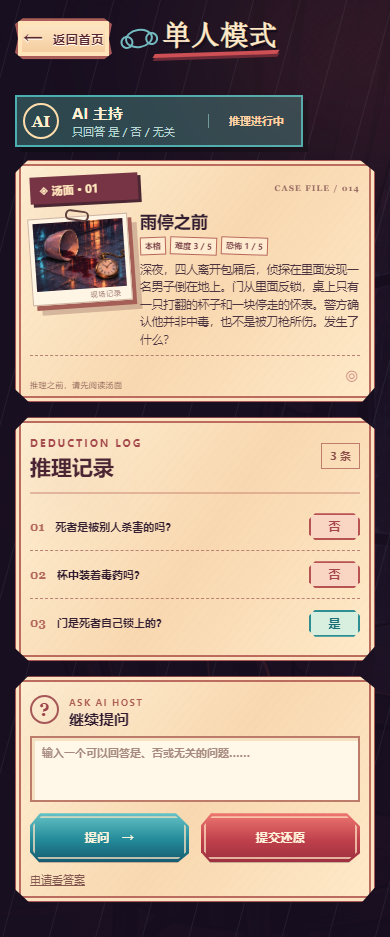 ← 返回首页
单人模式
AI
AI 主持
只回答 是 / 否 / 无关
推理进行中
◈ 汤面 • 01
CASE FILE / 014
现场记录
雨停之前
本格
难度 3 / 5
恐怖 1 / 5
深夜，四人离开包厢后，侦探在里面发现一
名男子倒在地上。门从里面反锁，桌上只有
一只打翻的杯子和一块停走的怀表。警方确
认他并非中毒，也不是被刀枪所伤。发生了
什么？
推理之前，请先阅读汤面
DEDUCTION LOG
推理记录
3 条
01 死者是被别人杀害的吗？
否
02 杯中装着毒药吗？
否
03 门是死者自己锁上的？
是
?
ASK AI HOST
继续提问
输入一个可以回答是、否或无关的问题……
提问 →
提交还原
申请看答案